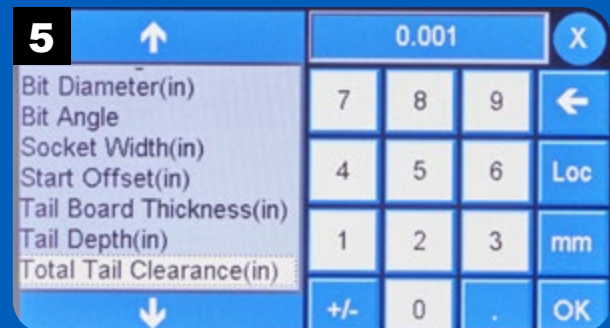 5
0.001
X
Bit Diameter(in)
Bit Angle
Socket Width(in)
Start Offset(in)
Tail Board Thickness(in)
Tail Depth(in)
Total Tail Clearance(in)
7 8 9
4 5 6 Loc
1 2 3 mm
+/- 0 . OK